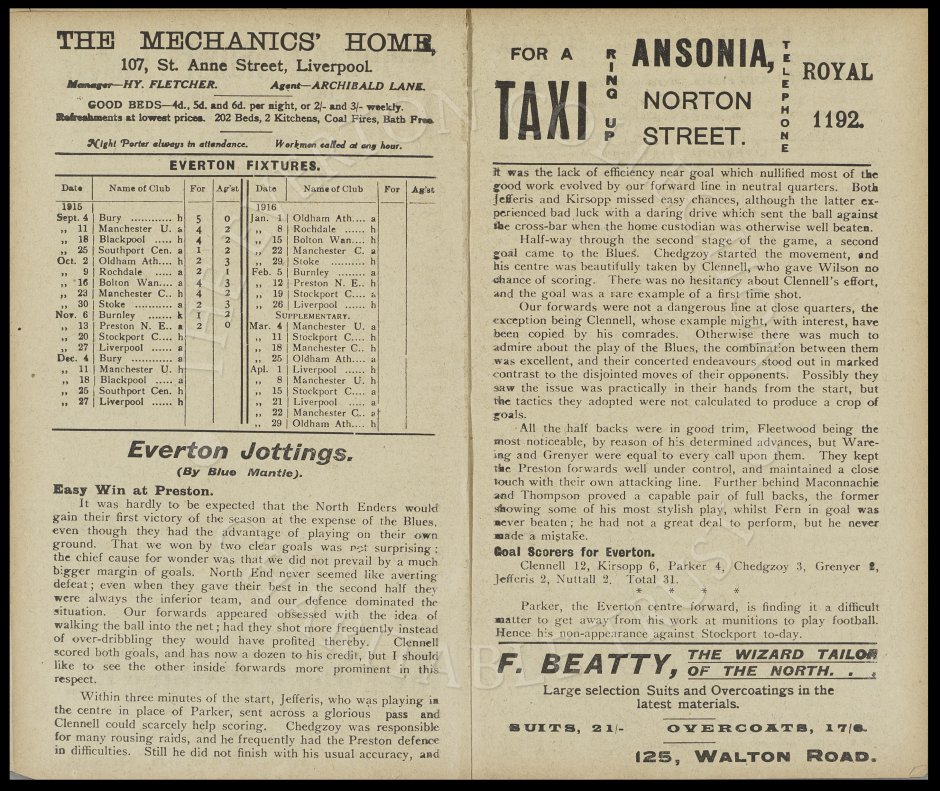 THE MECHANICS' HOME,
107, St. Anne Street, Liverpool.
Manager—HY. FLETCHER. Agent—ARCHIBALD LANE.
GOOD BEDS—4d., 5d. and 6d. per night, or 2/- and 3/- weekly.
Refreshments at lowest prices. 202 Beds, 2 Kitchens, Coal Fires, Bath Free.
Night Porter always in attendance. Workmen called at any hour.
EVERTON FIXTURES.
Date Name of Club For Ag'st Date Name of Club For Ag'st
1915 1916
Sept. 4 Bury ............ h 5 0 Jan. 1 Oldham Ath.... a
„ 11 Manchester U. a 4 2 „ 8 Rochdale ...... h
„ 18 Blackpool ..... h 4 2 „ 15 Bolton Wan.... h
„ 25 Southport Cen. a 1 2 „ 22 Manchester C. a
Oct. 2 Oldham Ath.... h 2 3 „ 29 Stoke ............ h
„ 9 Rochdale ...... a 2 1 Feb. 5 Burnley ......... a
„ 16 Bolton Wan.... a 4 3 „ 12 Preston N. E.. h
„ 23 Manchester C.. h 4 2 „ 19 Stockport C.... a
„ 30 Stoke ............ a 2 3 „ 26 Liverpool ...... h
Nov. 6 Burnley ......... k 1 2 SUPPLEMENTARY.
„ 13 Preston N. E.. a 2 0 Mar. 4 Manchester U. a
„ 20 Stockport C.... h „ 11 Stockport C.... h
„ 27 Liverpool ...... a „ 18 Manchester C.. h
Dec. 4 Bury ............ a „ 25 Oldham Ath.... a
„ 11 Manchester U. h Apl. 1 Liverpool ...... h
„ 18 Blackpool ...... a „ 8 Manchester U. h
„ 25 Southport Cen. h „ 15 Stockport C.... a
„ 27 Liverpool ...... h „ 21 Liverpool ...... a
„ 22 Manchester C.. a
„ 29 Oldham Ath.... h
Everton Jottings.
(By Blue Mantle).
Easy Win at Preston.
It was hardly to be expected that the North Enders would
gain their first victory of the season at the expense of the Blues,
even though they had the advantage of playing on their own
ground. That we won by two clear goals was not surprising;
the chief cause for wonder was that we did not prevail by a much
bigger margin of goals. North End never seemed like averting
defeat; even when they gave their best in the second half they
were always the inferior team, and our defence dominated the
situation. Our forwards appeared obsessed with the idea of
walking the ball into the net; had they shot more frequently instead
of over-dribbling they would have profited thereby. Clennell
scored both goals, and has now a dozen to his credit, but I should
like to see the other inside forwards more prominent in this
respect.
Within three minutes of the start, Jefferis, who was playing in
the centre in place of Parker, sent across a glorious pass and
Clennell could scarcely help scoring. Chedgzoy was responsible
for many rousing raids, and he frequently had the Preston defence
in difficulties. Still he did not finish with his usual accuracy, and
FOR A TAXI RING UP ANSONIA, NORTON STREET. TELEPHONE ROYAL 1192.
It was the lack of efficiency near goal which nullified most of the
good work evolved by our forward line in neutral quarters. Both
Jefferis and Kirsopp missed easy chances, although the latter ex-
perienced bad luck with a daring drive which sent the ball against
the cross-bar when the home custodian was otherwise well beaten.
Half-way through the second stage of the game, a second
goal came to the Blues. Chedgzoy started the movement, and
his centre was beautifully taken by Clennell, who gave Wilson no
chance of scoring. There was no hesitancy about Clennell's effort,
and the goal was a rare example of a first time shot.
Our forwards were not a dangerous line at close quarters, the
exception being Clennell, whose example might, with interest, have
been copied by his comrades. Otherwise there was much to
admire about the play of the Blues, the combination between them
was excellent, and their concerted endeavours stood out in marked
contrast to the disjointed moves of their opponents. Possibly they
saw the issue was practically in their hands from the start, but
the tactics they adopted were not calculated to produce a crop of
goals.
All the half backs were in good trim, Fleetwood being the
most noticeable, by reason of his determined advances, but Ware-
ing and Grenyer were equal to every call upon them. They kept
the Preston forwards well under control, and maintained a close
touch with their own attacking line. Further behind Maconnachie
and Thompson proved a capable pair of full backs, the former
showing some of his most stylish play, whilst Fern in goal was
never beaten; he had not a great deal to perform, but he never
made a mistake.
Goal Scorers for Everton.
Clennell 12, Kirsopp 6, Parker 4, Chedgzoy 3, Grenyer 2,
Jefferis 2, Nuttall 2. Total 31.
* * * *
Parker, the Everton centre forward, is finding it a difficult
matter to get away from his work at munitions to play football.
Hence his non-appearance against Stockport to-day.
F. BEATTY, THE WIZARD TAILOR
OF THE NORTH. . .
Large selection Suits and Overcoatings in the
latest materials.
SUITS, 21/- OVERCOATS, 17/6.
125, WALTON ROAD.